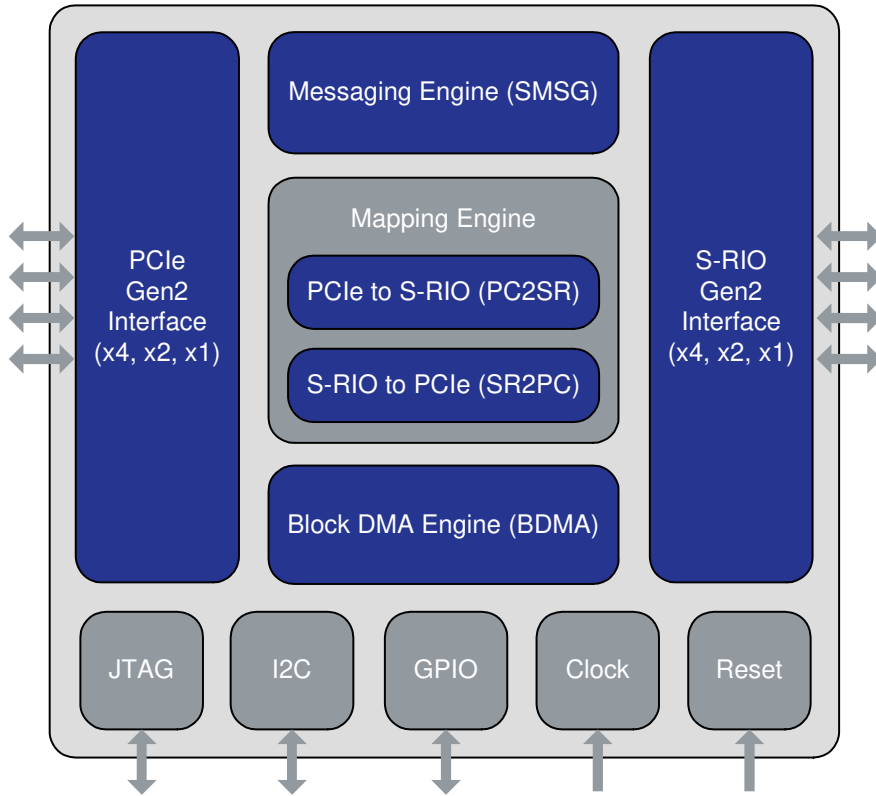 Messaging Engine (SMSG)
Mapping Engine
PCIe to S-RIO (PC2SR)
S-RIO to PCIe (SR2PC)
Block DMA Engine (BDMA)
PCIe
Gen2
Interface
(x4, x2, x1)
S-RIO
Gen2
Interface
(x4, x2, x1)
JTAG
I2C
GPIO
Clock
Reset